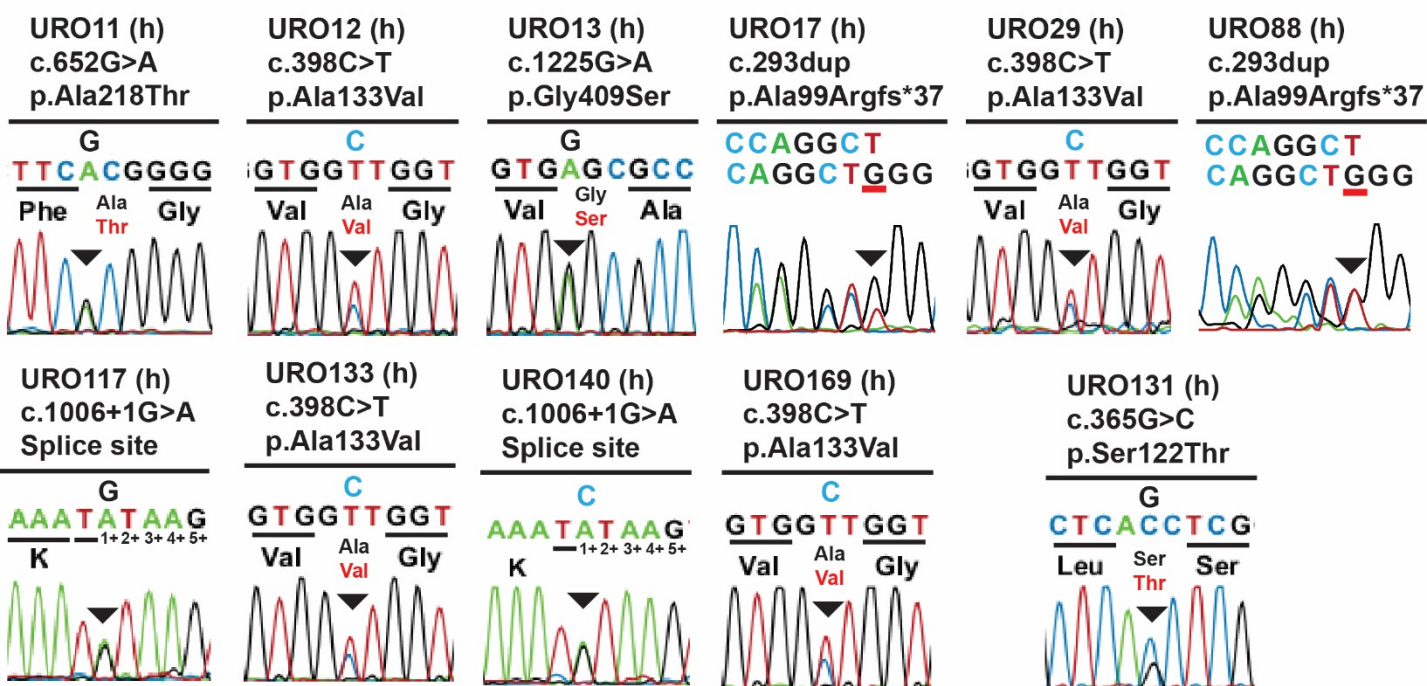 URO11 (h)
c.652G>A
p.Ala218Thr
G
TTCACGGGG
Phe Ala Gly
Thr
URO12 (h)
c.398C>T
p.Ala133Val
C
GTGGTTGGT
Val Ala Gly
Val
URO13 (h)
c.1225G>A
p.Gly409Ser
G
GTGAGCGCC
Val Gly Ala
Ser
URO17 (h)
c.293dup
p.Ala99Argfs*37
CCAGGCT
CAGGCTGGG
URO29 (h)
c.398C>T
p.Ala133Val
C
GTGGTTGGT
Val Ala Gly
Val
URO88 (h)
c.293dup
p.Ala99Argfs*37
CCAGGCT
CAGGCTGGG
URO117 (h)
c.1006+1G>A
Splice site
G
AAATATAAG
1+ 2+ 3+ 4+ 5+
K
URO133 (h)
c.398C>T
p.Ala133Val
C
GTGGTTGGT
Val Ala Gly
Val
URO140 (h)
c.1006+1G>A
Splice site
C
AAATATAAG
1+ 2+ 3+ 4+ 5+
K
URO169 (h)
c.398C>T
p.Ala133Val
C
GTGGTTGGT
Val Ala Gly
Val
URO131 (h)
c.365G>C
p.Ser122Thr
G
CTCACCTCG
Leu Ser Ser
Thr